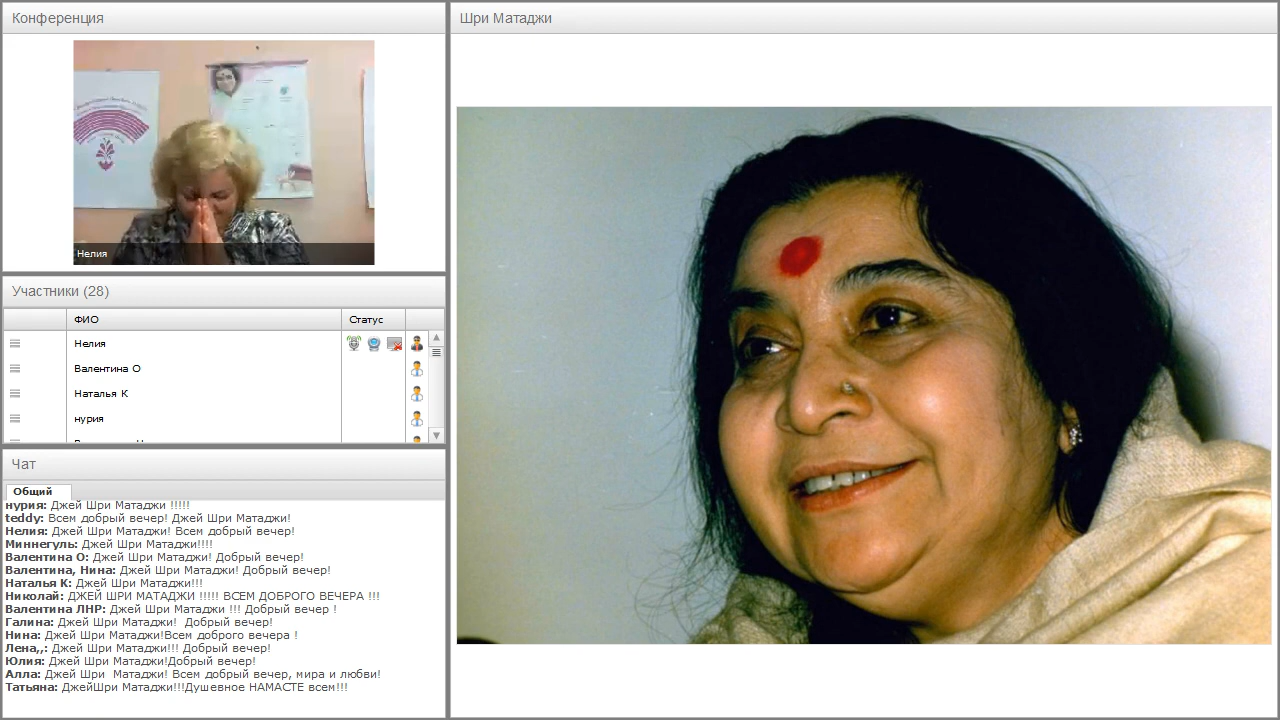 Конференция
Нелия
Участники (28)
ФИО
Статус
Нелия
Валентина О
Наталья К
нурия
Чат
Общий
нурия: Джей Шри Матаджи !!!!!
teddy: Всем добрый вечер! Джей Шри Матаджи!
Нелия: Джей Шри Матаджи! Всем добрый вечер!
Миннегуль: Джей Шри Матаджи!!!!
Валентина О: Джей Шри Матаджи! Добрый вечер!
Валентина, Нина: Джей Шри Матаджи! Добрый вечер!
Наталья К: Джей Шри Матаджи!!!
Николай: ДЖЕЙ ШРИ МАТАДЖИ !!!!! ВСЕМ ДОБРОГО ВЕЧЕРА !!!
Валентина ЛНР: Джей Шри Матаджи !!! Добрый вечер !
Галина: Джей Шри Матаджи!  Добрый вечер!
Нина: Джей Шри Матаджи!Всем доброго вечера !
Лена,,: Джей Шри Матаджи!!! Добрый вечер!
Юлия: Джей Шри Матаджи!Добрый вечер!
Алла: Джей Шри  Матаджи! Всем добрый вечер, мира и любви!
Татьяна: ДжейШри Матаджи!!!Душевное НАМАСТЕ всем!!!
Шри Матаджи